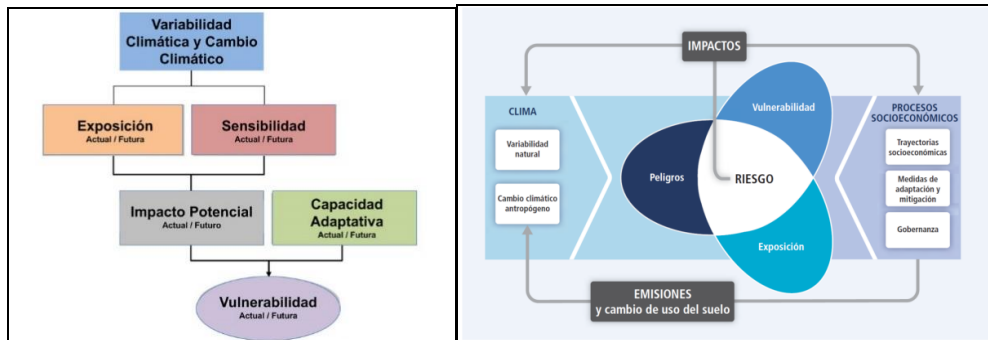 Variabilidad
Climática y Cambio
Climático
Exposición
Actual / Futura
Sensibilidad
Actual / Futura
Impacto Potencial
Actual / Futuro
Capacidad
Adaptativa
Actual / Futura
Vulnerabilidad
Actual / Futura
IMPACTOS
CLIMA
Variabilidad
natural
Cambio climático
antropógeno
Vulnerabilidad
Peligros
RIESGO
Exposición
PROCESOS
SOCIOECONÓMICOS
Trayectorias
socioeconómicas
Medidas de
adaptación y
mitigación
Gobernanza
EMISIONES
y cambio de uso del suelo